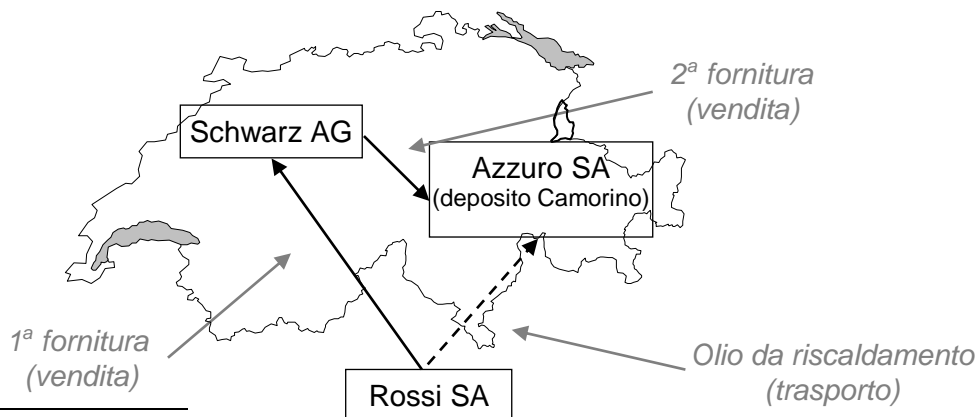 2ª fornitura
(vendita)
Schwarz AG
Azzuro SA
(deposito Camorino)
1ª fornitura
(vendita)
Olio da riscaldamento
(trasporto)
Rossi SA